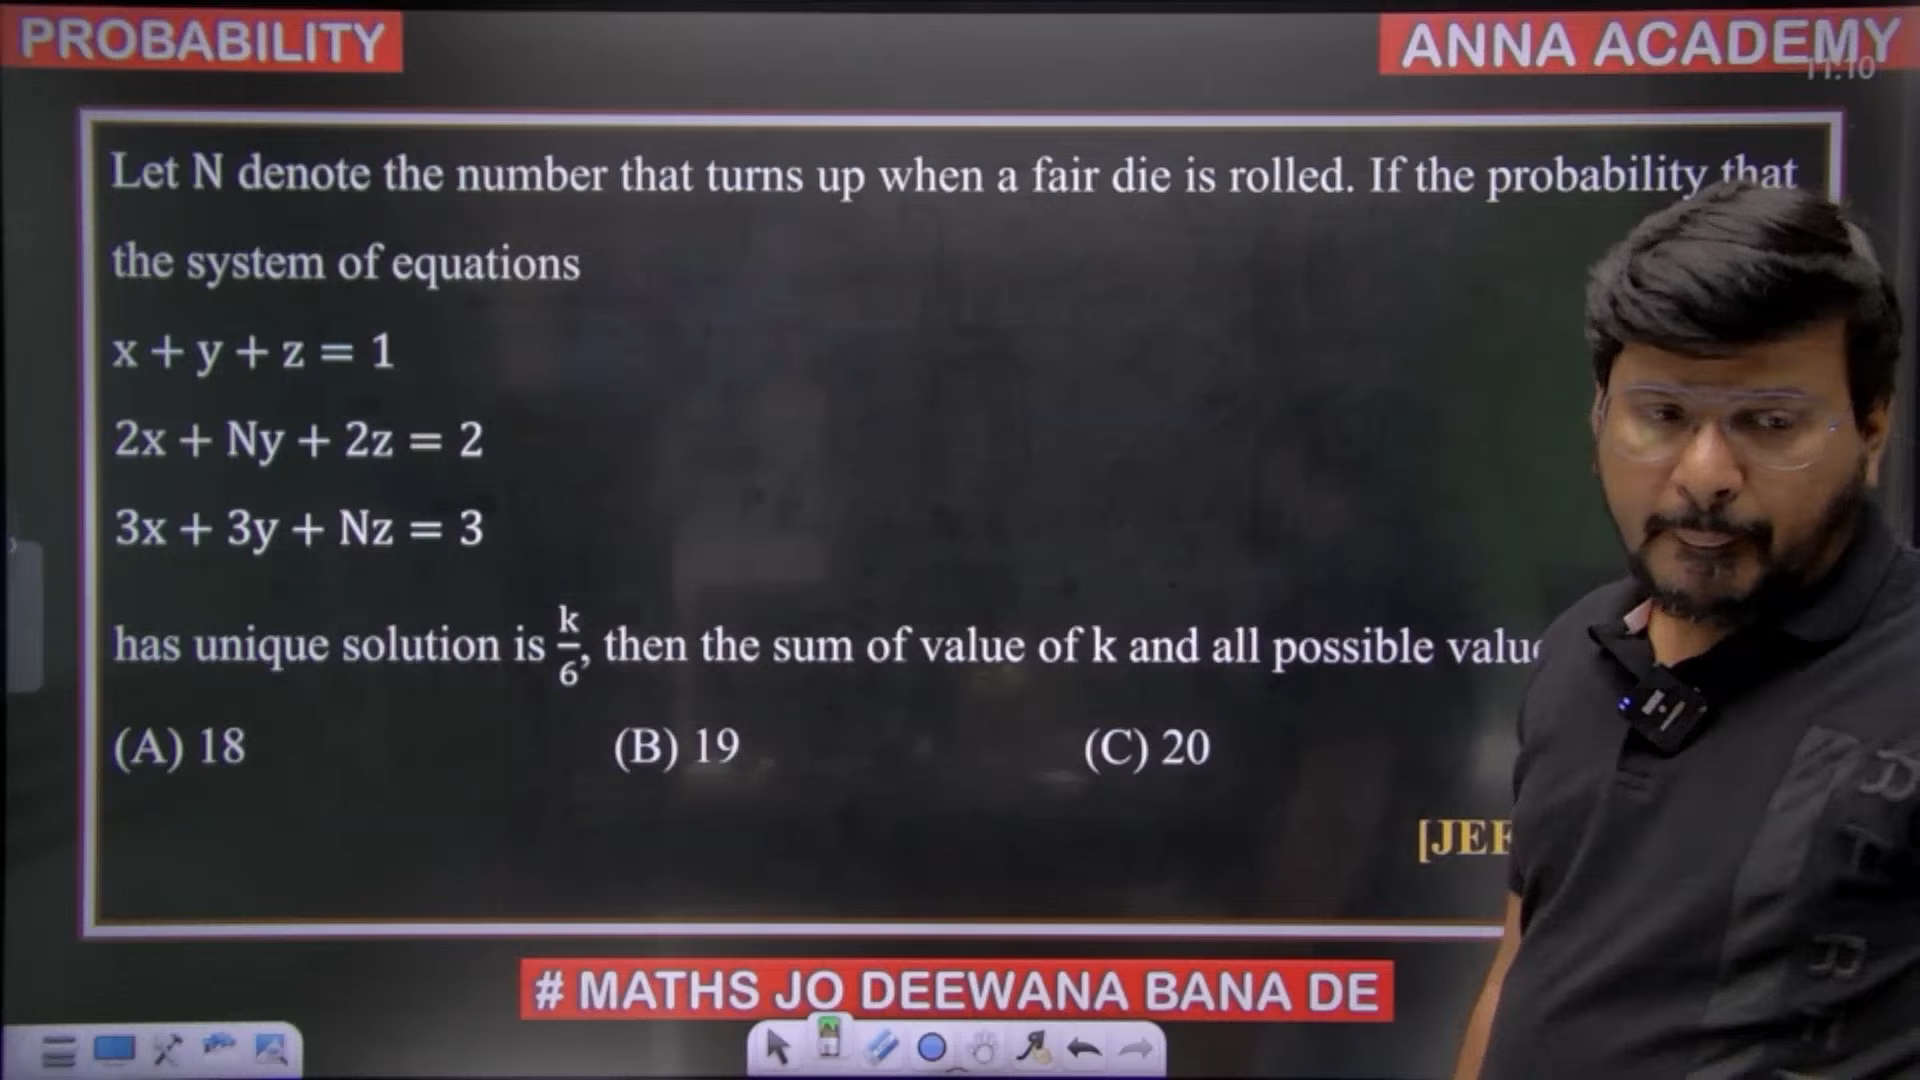 PROBABILITY
ANNA ACADEMY
11:10
Let N denote the number that turns up when a fair die is rolled. If the probability that
the system of equations
x + y + z = 1
2x + Ny + 2z = 2
3x + 3y + Nz = 3
has unique solution is k/6, then the sum of value of k and all possible
(A) 18 (B) 19 (C) 20
# MATHS JO DEEWANA BANA DE